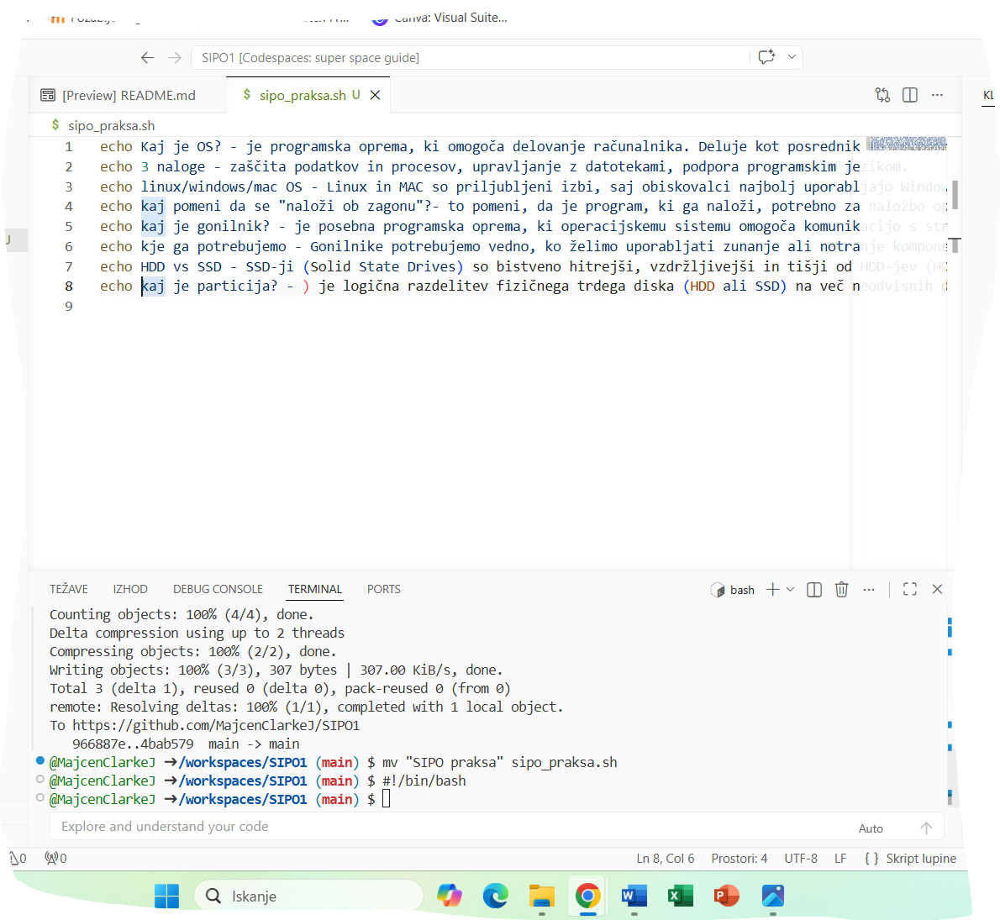 Canva: Visual Suite...
SIPO1 [Codespaces: super space guide]
[Preview] README.md
$ sipo_praksa.sh U
KL
$ sipo_praksa.sh
1 echo Kaj je OS? - je programska oprema, ki omogoča delovanje računalnika. Deluje kot posrednik
2 echo 3 naloge - zaščita podatkov in procesov, upravljanje z datotekami, podpora programskim jezikom.
3 echo linux/windows/mac OS - Linux in MAC so priljubljeni izbi, saj obiskovalci najbolj uporabljajo Window
4 echo kaj pomeni da se "naloži ob zagonu"?- to pomeni, da je program, ki ga naloži, potrebno za naložbo op
5 echo kaj je gonilnik? - je posebna programska oprema, ki operacijskemu sistemu omogoča komunikacijo s str
6 echo kje ga potrebujemo - Gonilnike potrebujemo vedno, ko želimo uporabljati zunanje ali notranje kompone
7 echo HDD vs SSD - SSD-ji (Solid State Drives) so bistveno hitrejši, vzdržljivejši in tišji od HDD-jev (HD
8 echo kaj je particija? - ) je logična razdelitev fizičnega trdega diska (HDD ali SSD) na več neodvisnih d
9
U
TEŽAVE IZHOD DEBUG CONSOLE TERMINAL PORTS
bash
Counting objects: 100% (4/4), done.
Delta compression using up to 2 threads
Compressing objects: 100% (2/2), done.
Writing objects: 100% (3/3), 307 bytes | 307.00 KiB/s, done.
Total 3 (delta 1), reused 0 (delta 0), pack-reused 0 (from 0)
remote: Resolving deltas: 100% (1/1), completed with 1 local object.
To https://github.com/MajcenClarkeJ/SIPO1
966887e..4bab579 main -> main
@MajcenClarkeJ →/workspaces/SIPO1 (main) $ mv "SIPO praksa" sipo_praksa.sh
@MajcenClarkeJ →/workspaces/SIPO1 (main) $ #!/bin/bash
@MajcenClarkeJ →/workspaces/SIPO1 (main) $
Explore and understand your code
Auto
0 0 Ln 8, Col 6 Prostori: 4 UTF-8 LF { } Skript lupine
Iskanje